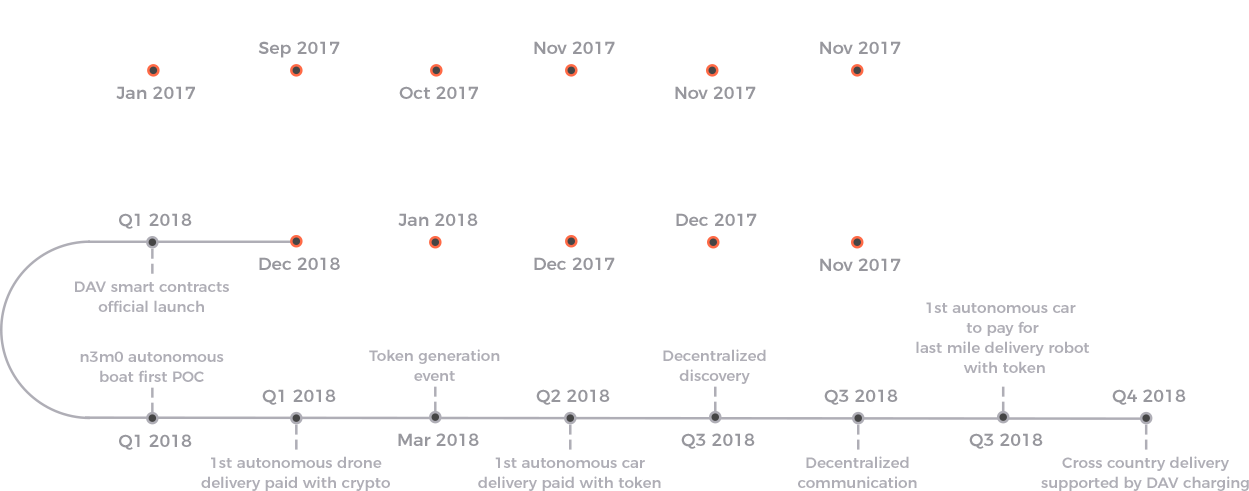 Sep 2017
Nov 2017
Nov 2017
Jan 2017
Oct 2017
Nov 2017
Q1 2018
Jan 2018
Dec 2017
Dec 2018
Dec 2017
Nov 2017
DAV smart contracts
official launch
n3m0 autonomous
boat first POC
Q1 2018
Q1 2018
1st autonomous drone
delivery paid with crypto
Token generation
event
Mar 2018
Q2 2018
1st autonomous car
delivery paid with token
Decentralized
discovery
Q3 2018
Q3 2018
Decentralized
communication
1st autonomous car
to pay for
last mile delivery robot
with token
Q3 2018
Q4 2018
Cross country delivery
supported by DAV charging